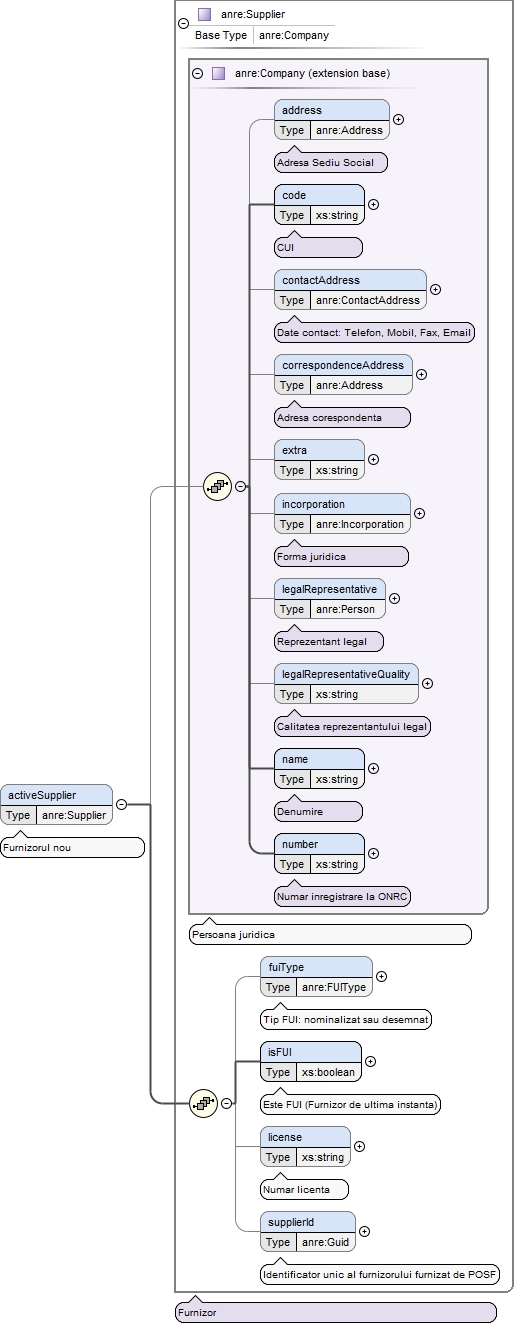 anre:Supplier
Base Type anre:Company
anre:Company (extension base)
address
Type anre:Address
Adresa Sediu Social
code
Type xs:string
CUI
contactAddress
Type anre:ContactAddress
Date contact: Telefon, Mobil, Fax, Email
correspondenceAddress
Type anre:Address
Adresa corespondenta
extra
Type xs:string
incorporation
Type anre:Incorporation
Forma juridica
legalRepresentative
Type anre:Person
Reprezentant legal
legalRepresentativeQuality
Type xs:string
Calitatea reprezentantului legal
name
Type xs:string
Denumire
activeSupplier
Type anre:Supplier
Furnizorul nou
number
Type xs:string
Numar inregistrare la ONRC
Persoana juridica
fuiType
Type anre:FUIType
Tip FUI: nominalizat sau desemnat
isFUI
Type xs:boolean
Este FUI (Furnizor de ultima instanta)
license
Type xs:string
Numar licenta
supplierId
Type anre:Guid
Identificator unic al furnizorului furnizat de POSF
Furnizor